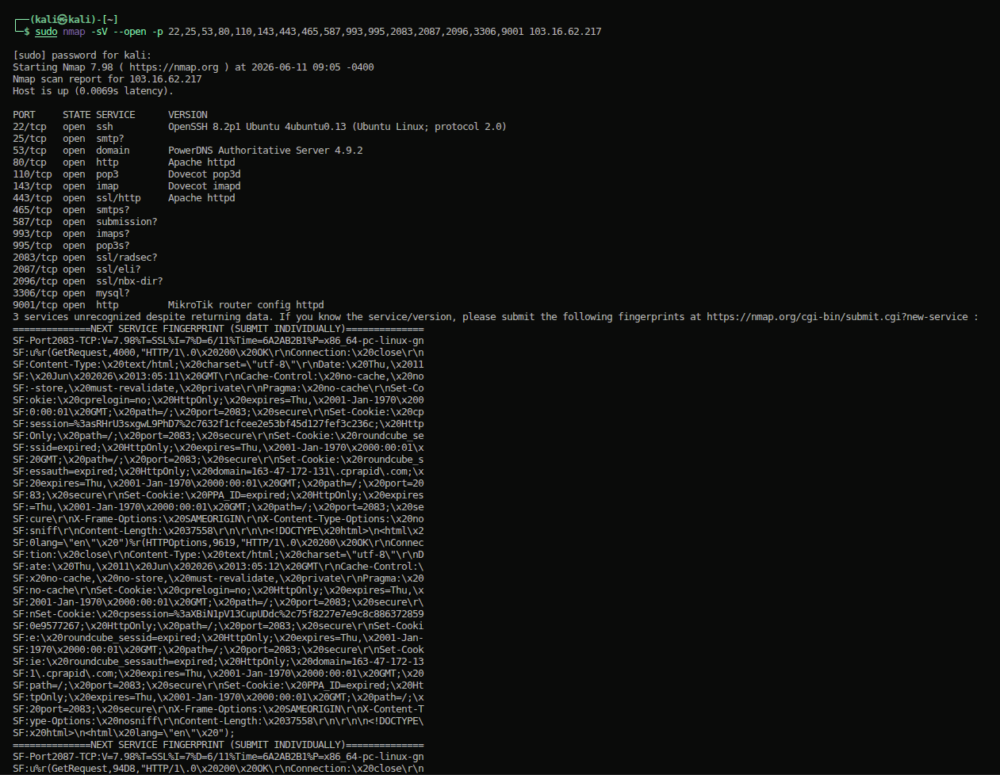 ┌──(kali㉿kali)-[~]
└─$ sudo nmap -sV --open -p 22,25,53,80,110,143,443,465,587,993,995,2083,2087,2096,3306,9001 103.16.62.217
[sudo] password for kali:
Starting Nmap 7.98 ( https://nmap.org ) at 2026-06-11 09:05 -0400
Nmap scan report for 103.16.62.217
Host is up (0.0069s latency).
PORT     STATE SERVICE      VERSION
22/tcp   open  ssh          OpenSSH 8.2p1 Ubuntu 4ubuntu0.13 (Ubuntu Linux; protocol 2.0)
25/tcp   open  smtp?
53/tcp   open  domain       PowerDNS Authoritative Server 4.9.2
80/tcp   open  http         Apache httpd
110/tcp  open  pop3         Dovecot pop3d
143/tcp  open  imap         Dovecot imapd
443/tcp  open  ssl/http     Apache httpd
465/tcp  open  smtps?
587/tcp  open  submission?
993/tcp  open  imaps?
995/tcp  open  pop3s?
2083/tcp open  ssl/radsec?
2087/tcp open  ssl/eli?
2096/tcp open  ssl/nbx-dir?
3306/tcp open  mysql?
9001/tcp open  http         MikroTik router config httpd
3 services unrecognized despite returning data. If you know the service/version, please submit the following fingerprints at https://nmap.org/cgi-bin/submit.cgi?new-service :
==============NEXT SERVICE FINGERPRINT (SUBMIT INDIVIDUALLY)==============
SF-Port2083-TCP:V=7.98%T=SSL%I=7%D=6/11%Time=6A2AB2B1%P=x86_64-pc-linux-gn
SF:u%r(GetRequest,4000,"HTTP/1\.0\x20200\x20OK\r\nConnection:\x20close\r\n
SF:Content-Type:\x20text/html;\x20charset=\"utf-8\"\r\nDate:\x20Thu,\x2011
SF:\x20Jun\x202026\x2013:05:11\x20GMT\r\nCache-Control:\x20no-cache,\x20no
SF:-store,\x20must-revalidate,\x20private\r\nPragma:\x20no-cache\r\nSet-Co
SF:okie:\x20cprelogin=no;\x20HttpOnly;\x20expires=Thu,\x2001-Jan-1970\x200
SF:0:00:01\x20GMT;\x20path=/;\x20port=2083;\x20secure\r\nSet-Cookie:\x20cp
SF:session=%3asRHrU3sxgwL9PhD7%2c7632f1cfcee2e53bf45d127fef3c236c;\x20Http
SF:Only;\x20path=/;\x20port=2083;\x20secure\r\nSet-Cookie:\x20roundcube_se
SF:ssid=expired;\x20HttpOnly;\x20expires=Thu,\x2001-Jan-1970\x2000:00:01\x
SF:20GMT;\x20path=/;\x20port=2083;\x20secure\r\nSet-Cookie:\x20roundcube_s
SF:essauth=expired;\x20HttpOnly;\x20domain=163-47-172-131\.cprapid\.com;\x
SF:20expires=Thu,\x2001-Jan-1970\x2000:00:01\x20GMT;\x20path=/;\x20port=20
SF:83;\x20secure\r\nSet-Cookie:\x20PPA_ID=expired;\x20HttpOnly;\x20expires
SF:=Thu,\x2001-Jan-1970\x2000:00:01\x20GMT;\x20path=/;\x20port=2083;\x20se
SF:cure\r\nX-Frame-Options:\x20SAMEORIGIN\r\nX-Content-Type-Options:\x20no
SF:sniff\r\nContent-Length:\x2037558\r\n\r\n\n<!DOCTYPE\x20html>\n<html\x2
SF:0lang=\"en\"\x20")%r(HTTPOptions,9619,"HTTP/1\.0\x20200\x20OK\r\nConnec
SF:tion:\x20close\r\nContent-Type:\x20text/html;\x20charset=\"utf-8\"\r\nD
SF:ate:\x20Thu,\x2011\x20Jun\x202026\x2013:05:12\x20GMT\r\nCache-Control:\
SF:x20no-cache,\x20no-store,\x20must-revalidate,\x20private\r\nPragma:\x20
SF:no-cache\r\nSet-Cookie:\x20cprelogin=no;\x20HttpOnly;\x20expires=Thu,\x
SF:2001-Jan-1970\x2000:00:01\x20GMT;\x20path=/;\x20port=2083;\x20secure\r\
SF:nSet-Cookie:\x20cpsession=%3aXBiN1pV13CupUDdc%2c75f8227e7e9c8c886372859
SF:0e9577267;\x20HttpOnly;\x20path=/;\x20port=2083;\x20secure\r\nSet-Cooki
SF:e:\x20roundcube_sessid=expired;\x20HttpOnly;\x20expires=Thu,\x2001-Jan-
SF:1970\x2000:00:01\x20GMT;\x20path=/;\x20port=2083;\x20secure\r\nSet-Cook
SF:ie:\x20roundcube_sessauth=expired;\x20HttpOnly;\x20domain=163-47-172-13
SF:1\.cprapid\.com;\x20expires=Thu,\x2001-Jan-1970\x2000:00:01\x20GMT;\x20
SF:path=/;\x20port=2083;\x20secure\r\nSet-Cookie:\x20PPA_ID=expired;\x20Ht
SF:tpOnly;\x20expires=Thu,\x2001-Jan-1970\x2000:00:01\x20GMT;\x20path=/;\x
SF:20port=2083;\x20secure\r\nX-Frame-Options:\x20SAMEORIGIN\r\nX-Content-T
SF:ype-Options:\x20nosniff\r\nContent-Length:\x2037558\r\n\r\n\n<!DOCTYPE\
SF:x20html>\n<html\x20lang=\"en\"\x20");
==============NEXT SERVICE FINGERPRINT (SUBMIT INDIVIDUALLY)==============
SF-Port2087-TCP:V=7.98%T=SSL%I=7%D=6/11%Time=6A2AB2B1%P=x86_64-pc-linux-gn
SF:u%r(GetRequest,94D8,"HTTP/1\.0\x20200\x20OK\r\nConnection:\x20close\r\n